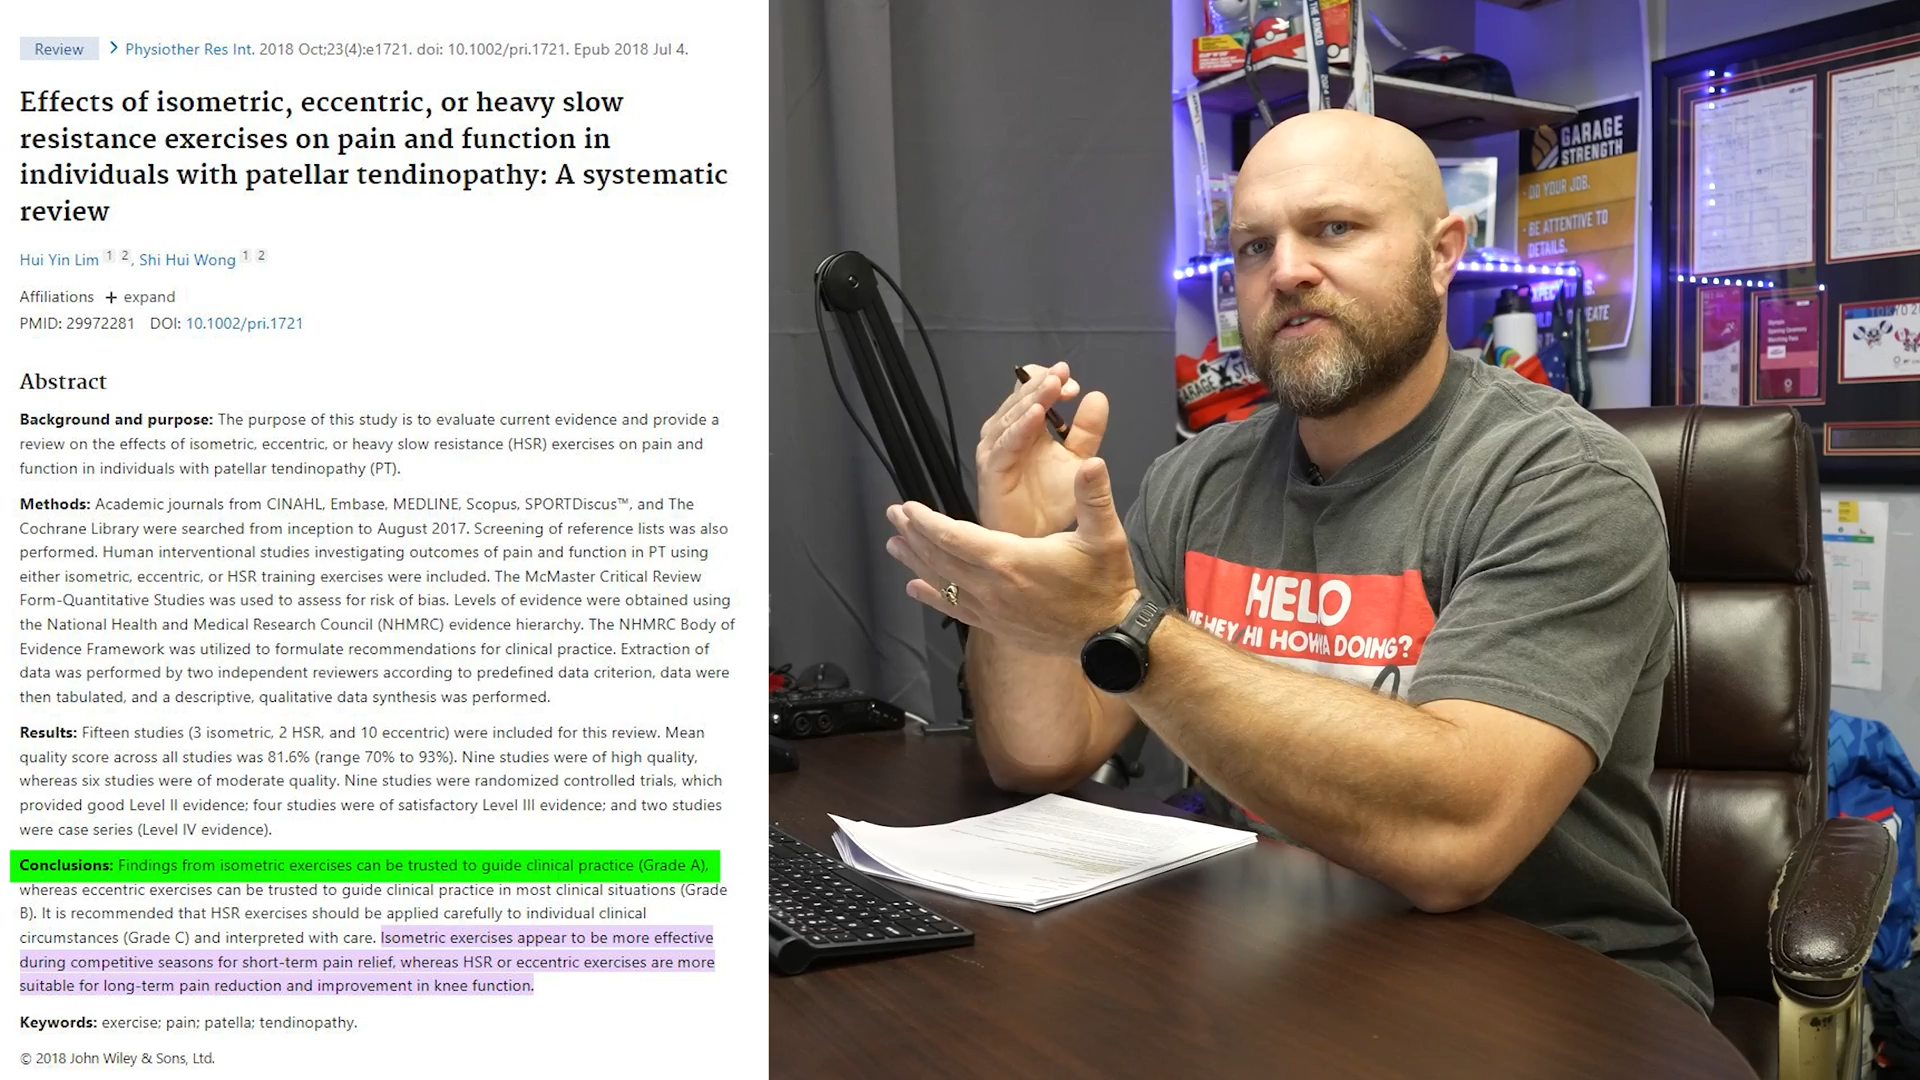 Review
Physiother Res Int. 2018 Oct;23(4):e1721. doi: 10.1002/pri.1721. Epub 2018 Jul 4.
Effects of isometric, eccentric, or heavy slow
resistance exercises on pain and function in
individuals with patellar tendinopathy: A systematic
review
Hui Yin Lim 1 2, Shi Hui Wong 1 2
Affiliations + expand
PMID: 29972281 DOI: 10.1002/pri.1721
Abstract
Background and purpose: The purpose of this study is to evaluate current evidence and provide a
review on the effects of isometric, eccentric, or heavy slow resistance (HSR) exercises on pain and
function in individuals with patellar tendinopathy (PT).
Methods: Academic journals from CINAHL, Embase, MEDLINE, Scopus, SPORTDiscus™, and The
Cochrane Library were searched from inception to August 2017. Screening of reference lists was also
performed. Human interventional studies investigating outcomes of pain and function in PT using
either isometric, eccentric, or HSR training exercises were included. The McMaster Critical Review
Form-Quantitative Studies was used to assess for risk of bias. Levels of evidence were obtained using
the National Health and Medical Research Council (NHMRC) evidence hierarchy. The NHMRC Body of
Evidence Framework was utilized to formulate recommendations for clinical practice. Extraction of
data was performed by two independent reviewers according to predefined data criterion, data were
then tabulated, and a descriptive, qualitative data synthesis was performed.
Results: Fifteen studies (3 isometric, 2 HSR, and 10 eccentric) were included for this review. Mean
quality score across all studies was 81.6% (range 70% to 93%). Nine studies were of high quality,
whereas six studies were of moderate quality. Nine studies were randomized controlled trials, which
provided good Level II evidence; four studies were of satisfactory Level III evidence; and two studies
were case series (Level IV evidence).
Conclusions: Findings from isometric exercises can be trusted to guide clinical practice (Grade A),
whereas eccentric exercises can be trusted to guide clinical practice in most clinical situations (Grade
B). It is recommended that HSR exercises should be applied carefully to individual clinical
circumstances (Grade C) and interpreted with care. Isometric exercises appear to be more effective
during competitive seasons for short-term pain relief, whereas HSR or eccentric exercises are more
suitable for long-term pain reduction and improvement in knee function.
Keywords: exercise; pain; patella; tendinopathy.
© 2018 John Wiley & Sons, Ltd.
GARAGE
STRENGTH
- DO YOUR JOB.
- BE ATTENTIVE TO
DETAILS.
TOKYO 2
GARAGE
HELLO
HEY HI HOWYA DOING?